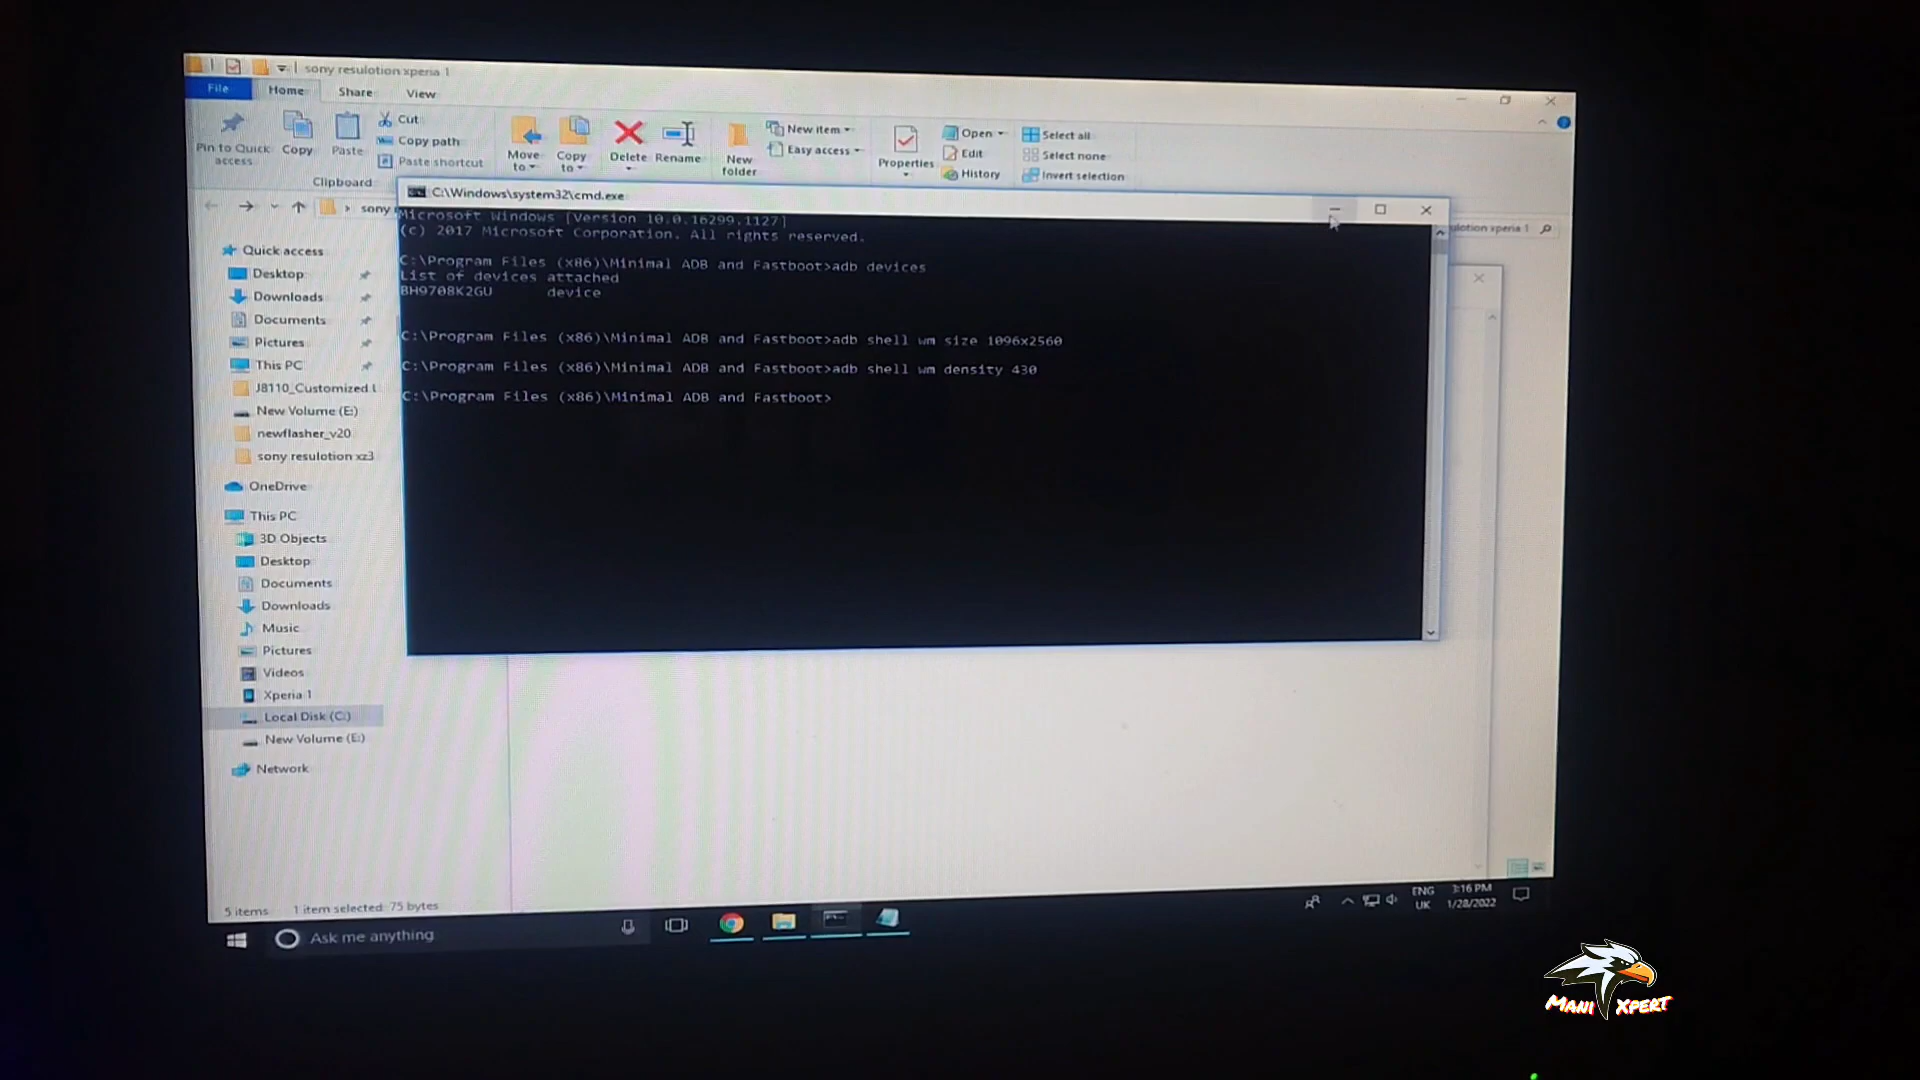 sony resulotion xperia 1
File
Home
Share
View
Pin to Quick access
Copy
Paste
Cut
Copy path
Paste shortcut
Clipboard
Move to
Copy to
Delete
Rename
New folder
New item
Easy access
Properties
Open
Edit
History
Select all
Select none
Invert selection
sony
ulotion xperia 1
C:\Windows\system32\cmd.exe
Microsoft Windows [Version 10.0.16299.1127]
(c) 2017 Microsoft Corporation. All rights reserved.
C:\Program Files (x86)\Minimal ADB and Fastboot>adb devices
List of devices attached
BH9708K2GU device
C:\Program Files (x86)\Minimal ADB and Fastboot>adb shell wm size 1096x2560
C:\Program Files (x86)\Minimal ADB and Fastboot>adb shell wm density 430
C:\Program Files (x86)\Minimal ADB and Fastboot>
Quick access
Desktop
Downloads
Documents
Pictures
This PC
J8110_Customized
New Volume (E:)
newflasher_v20
sony resulotion xz3
OneDrive
This PC
3D Objects
Desktop
Documents
Downloads
Music
Pictures
Videos
Xperia 1
Local Disk (C:)
New Volume (E:)
Network
5 items 1 item selected: 75 bytes
Ask me anything
ENG
UK
3:16 PM
1/28/2022
MANI XPERT